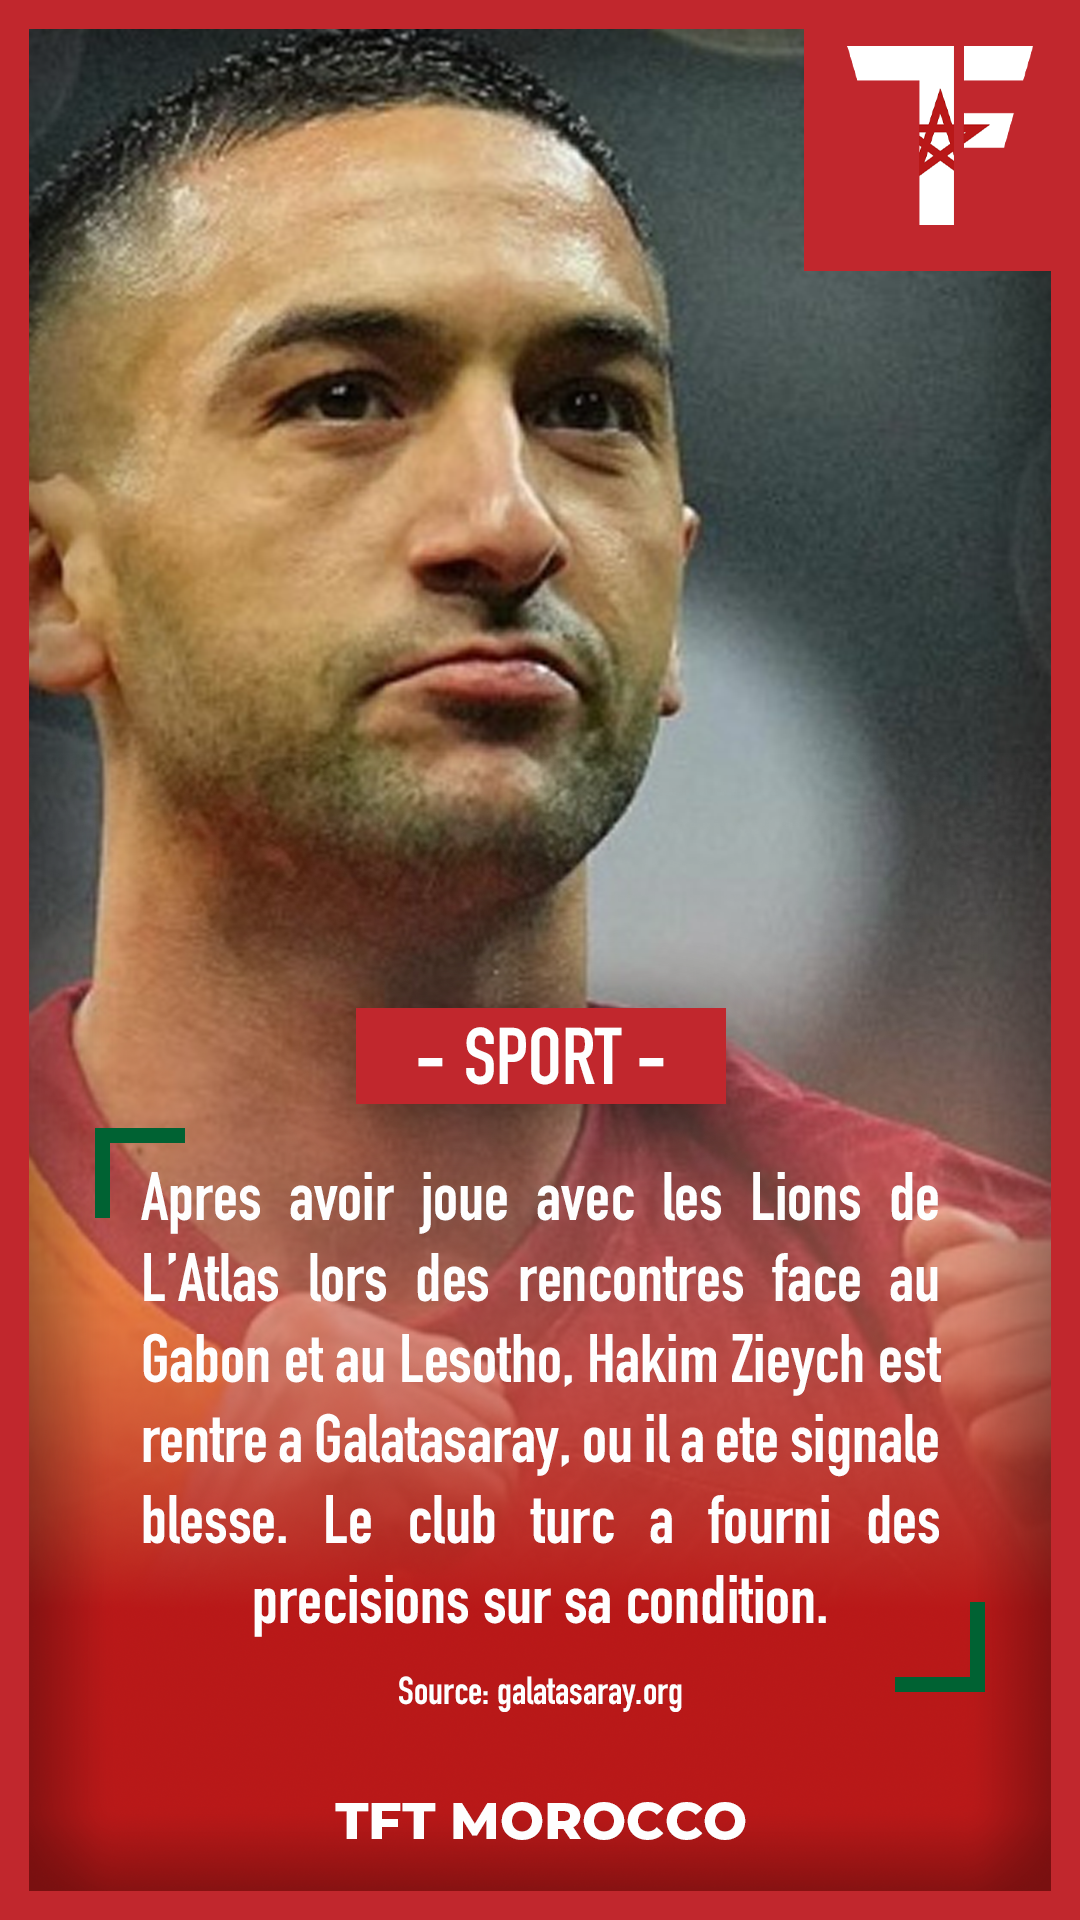 TF
- SPORT -
Apres avoir joue avec les Lions de
L’Atlas lors des rencontres face au
Gabon et au Lesotho, Hakim Zieych est
rentre a Galatasaray, ou il a ete signale
blesse. Le club turc a fourni des
precisions sur sa condition.
Source: galatasaray.org
TFT MOROCCO